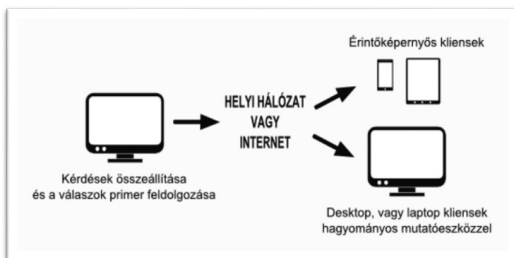 Érintőképernyős kliensek
HELYI HÁLÓZAT
VAGY
INTERNET
Kérdések összeállítása
és a válaszok primer feldolgozása
Desktop, vagy laptop kliensek
hagyományos mutatóeszközzel